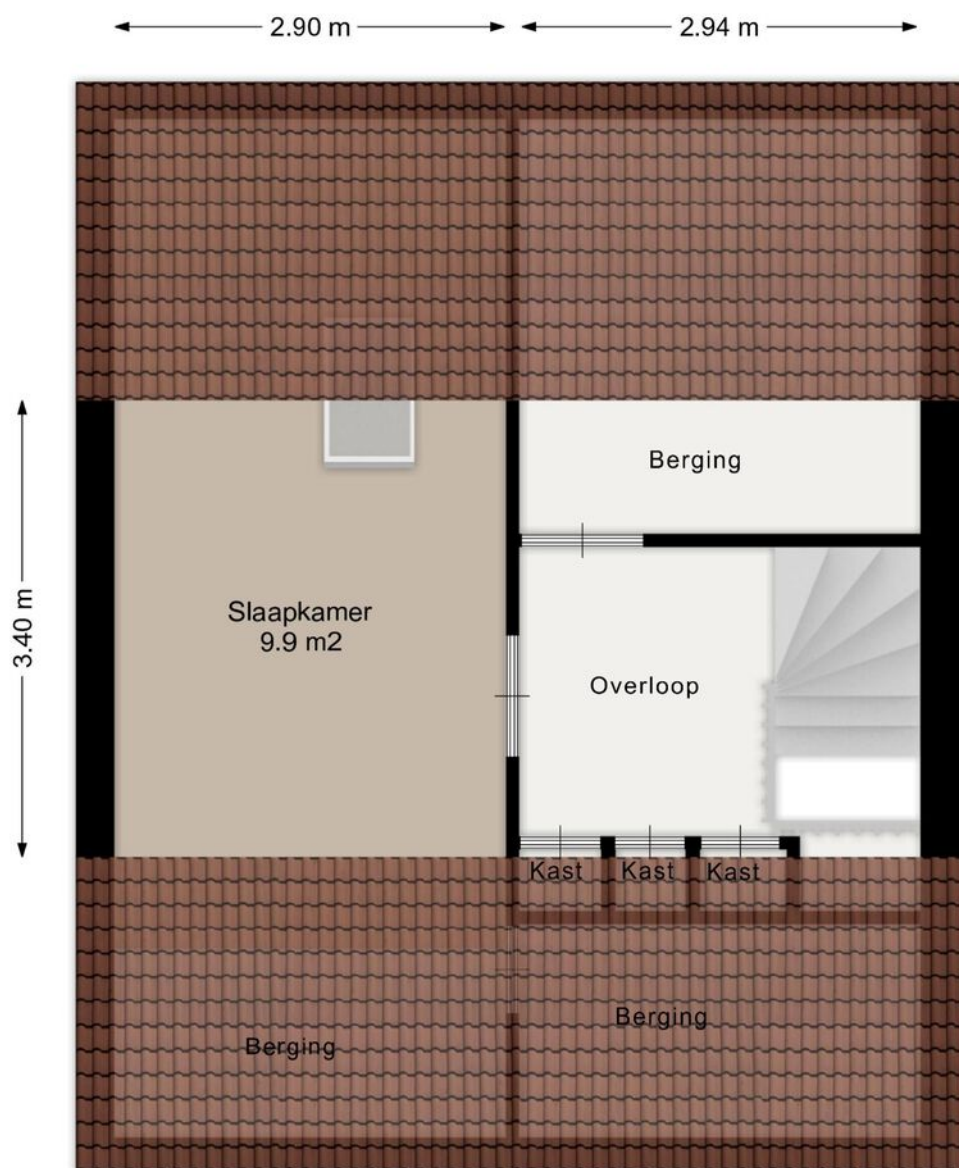 2.90 m
2.94 m
Berging
3.40 m
Slaapkamer
9.9 m2
Overloop
Kast
Kast
Kast
Berging
Berging